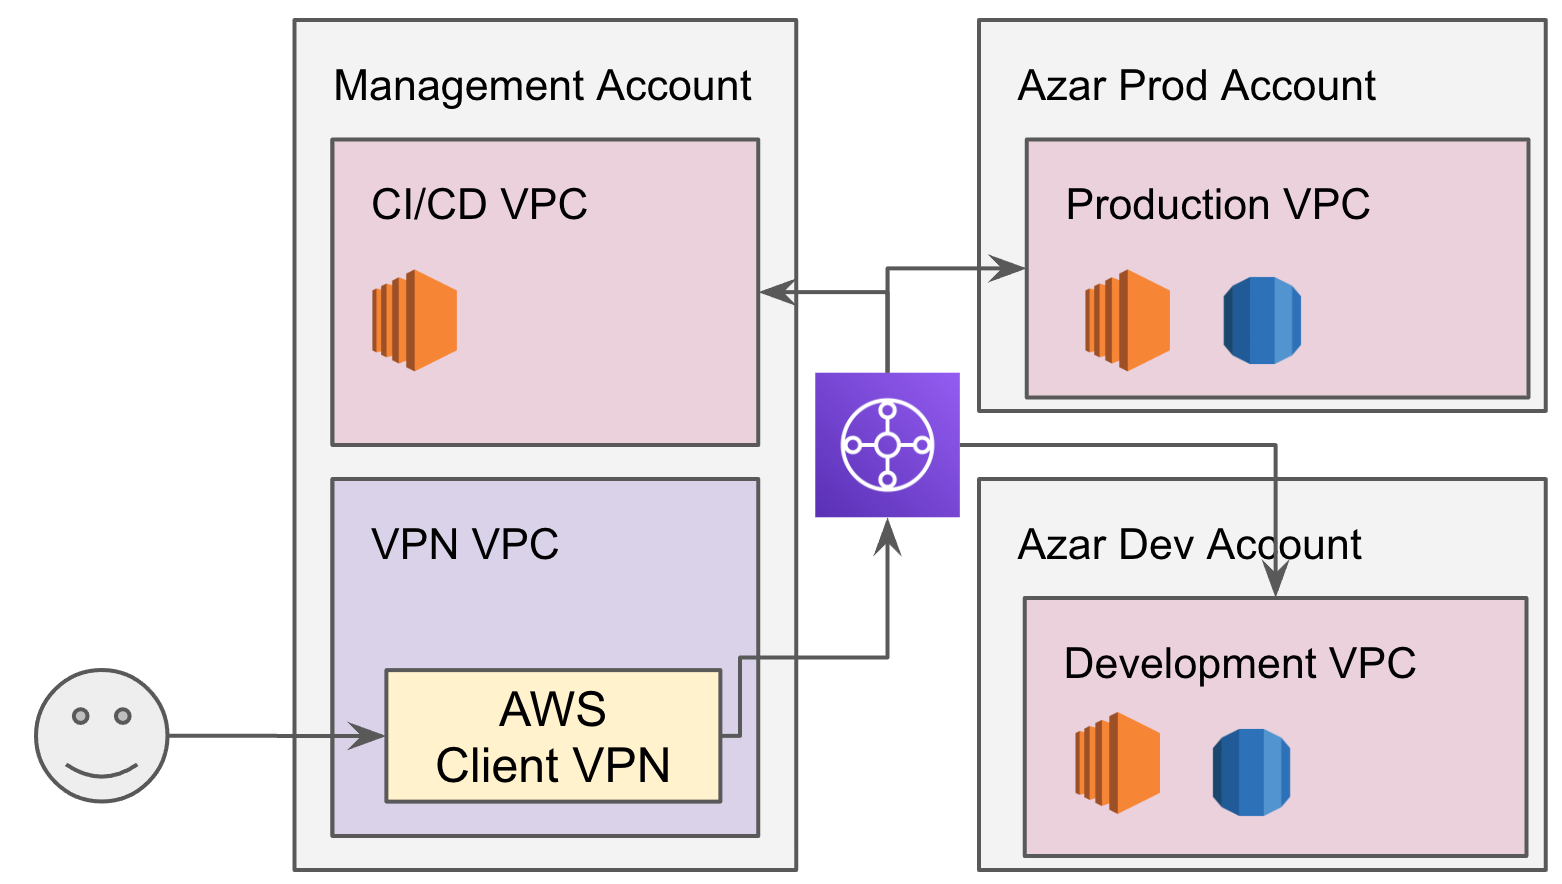 Management Account
CI/CD VPC
VPN VPC
AWS
Client VPN
Azar Prod Account
Production VPC
Azar Dev Account
Development VPC